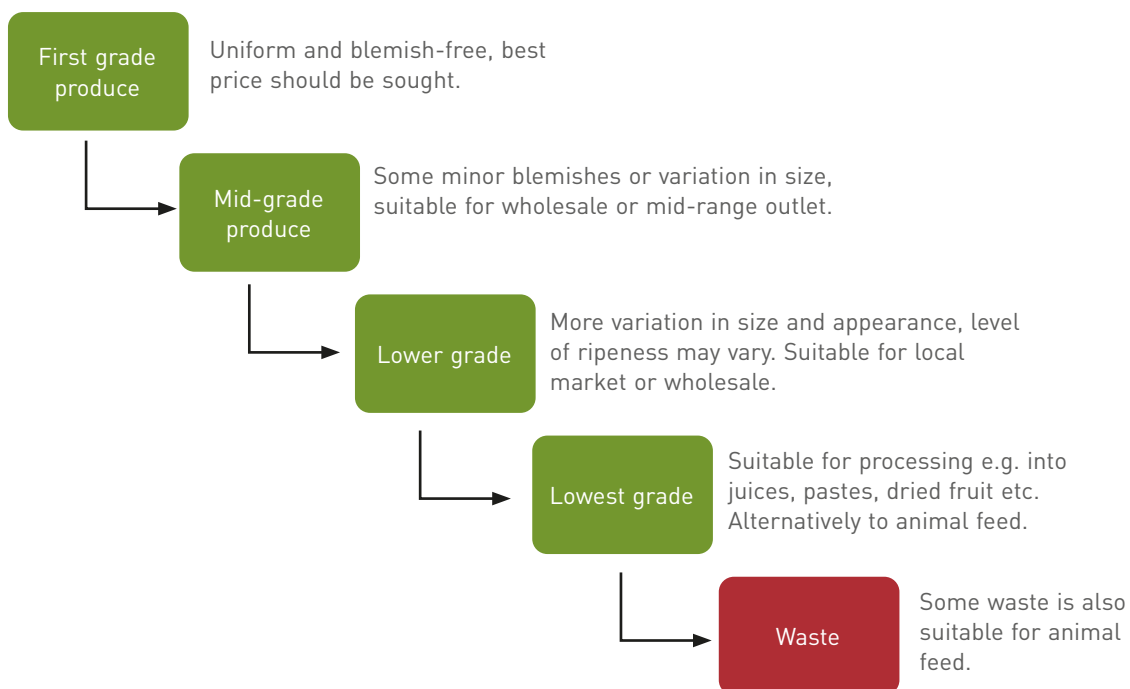 First grade
produce
Uniform and blemish-free, best
price should be sought.
Mid-grade
produce
Some minor blemishes or variation in size,
suitable for wholesale or mid-range outlet.
Lower grade
More variation in size and appearance, level
of ripeness may vary. Suitable for local
market or wholesale.
Lowest grade
Suitable for processing e.g. into
juices, pastes, dried fruit etc.
Alternatively to animal feed.
Waste
Some waste is also
suitable for animal
feed.